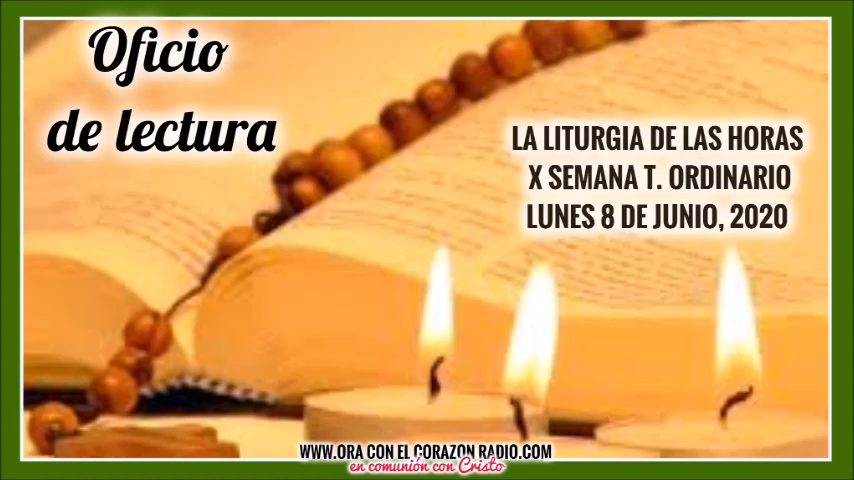 Oficio
de lectura
LA LITURGIA DE LAS HORAS
X SEMANA T. ORDINARIO
LUNES 8 DE JUNIO, 2020
WWW.ORA CON EL CORAZON RADIO.COM
en comunión con Cristo